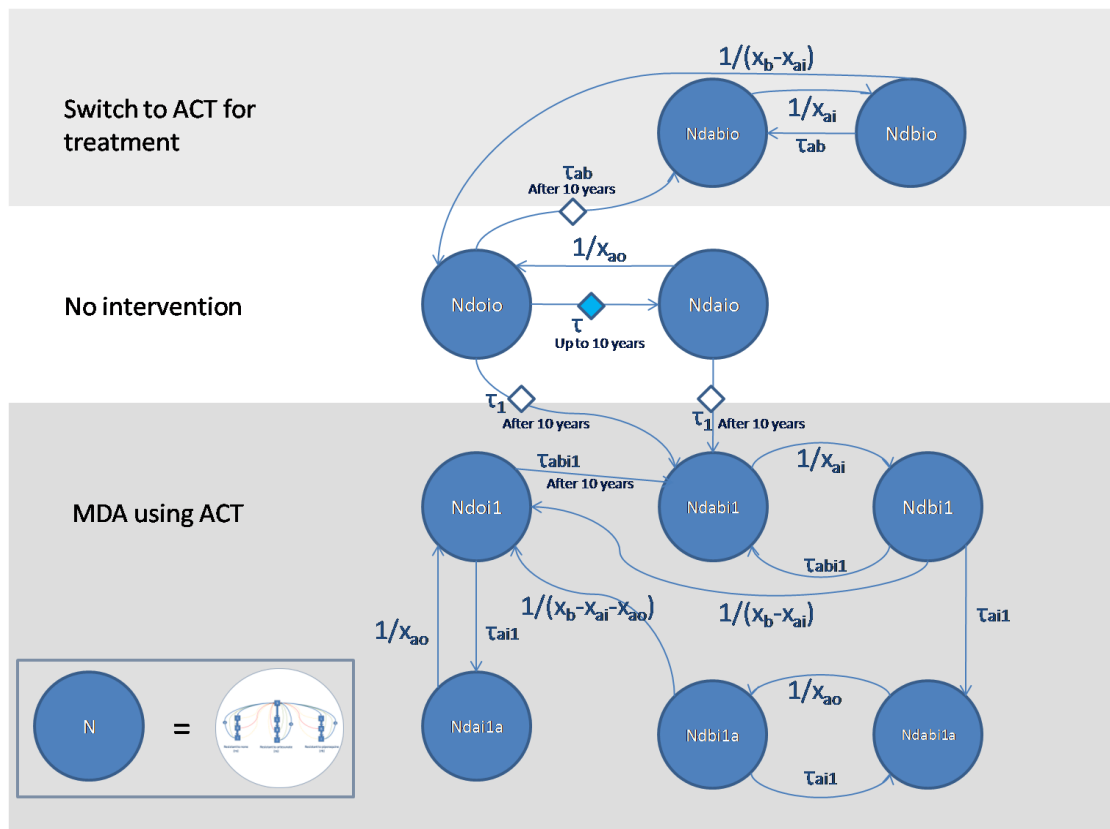 1/(xb-xai)
Switch to ACT for
treatment
Ndabio
1/xai
Ndbio
τab
τab
After 10 years
1/xao
No intervention
Ndoio
Ndaio
τ
Up to 10 years
τ1
After 10 years
τ1 After 10 years
τabi1
After 10 years
1/xai
MDA using ACT
Ndoi1
Ndabi1
Ndbi1
τabi1
1/(xb-xai-xao)
1/(xb-xai)
1/xao
τai1
τai1
1/xao
N
=
Ndai1a
Ndbi1a
Ndabi1a
τai1